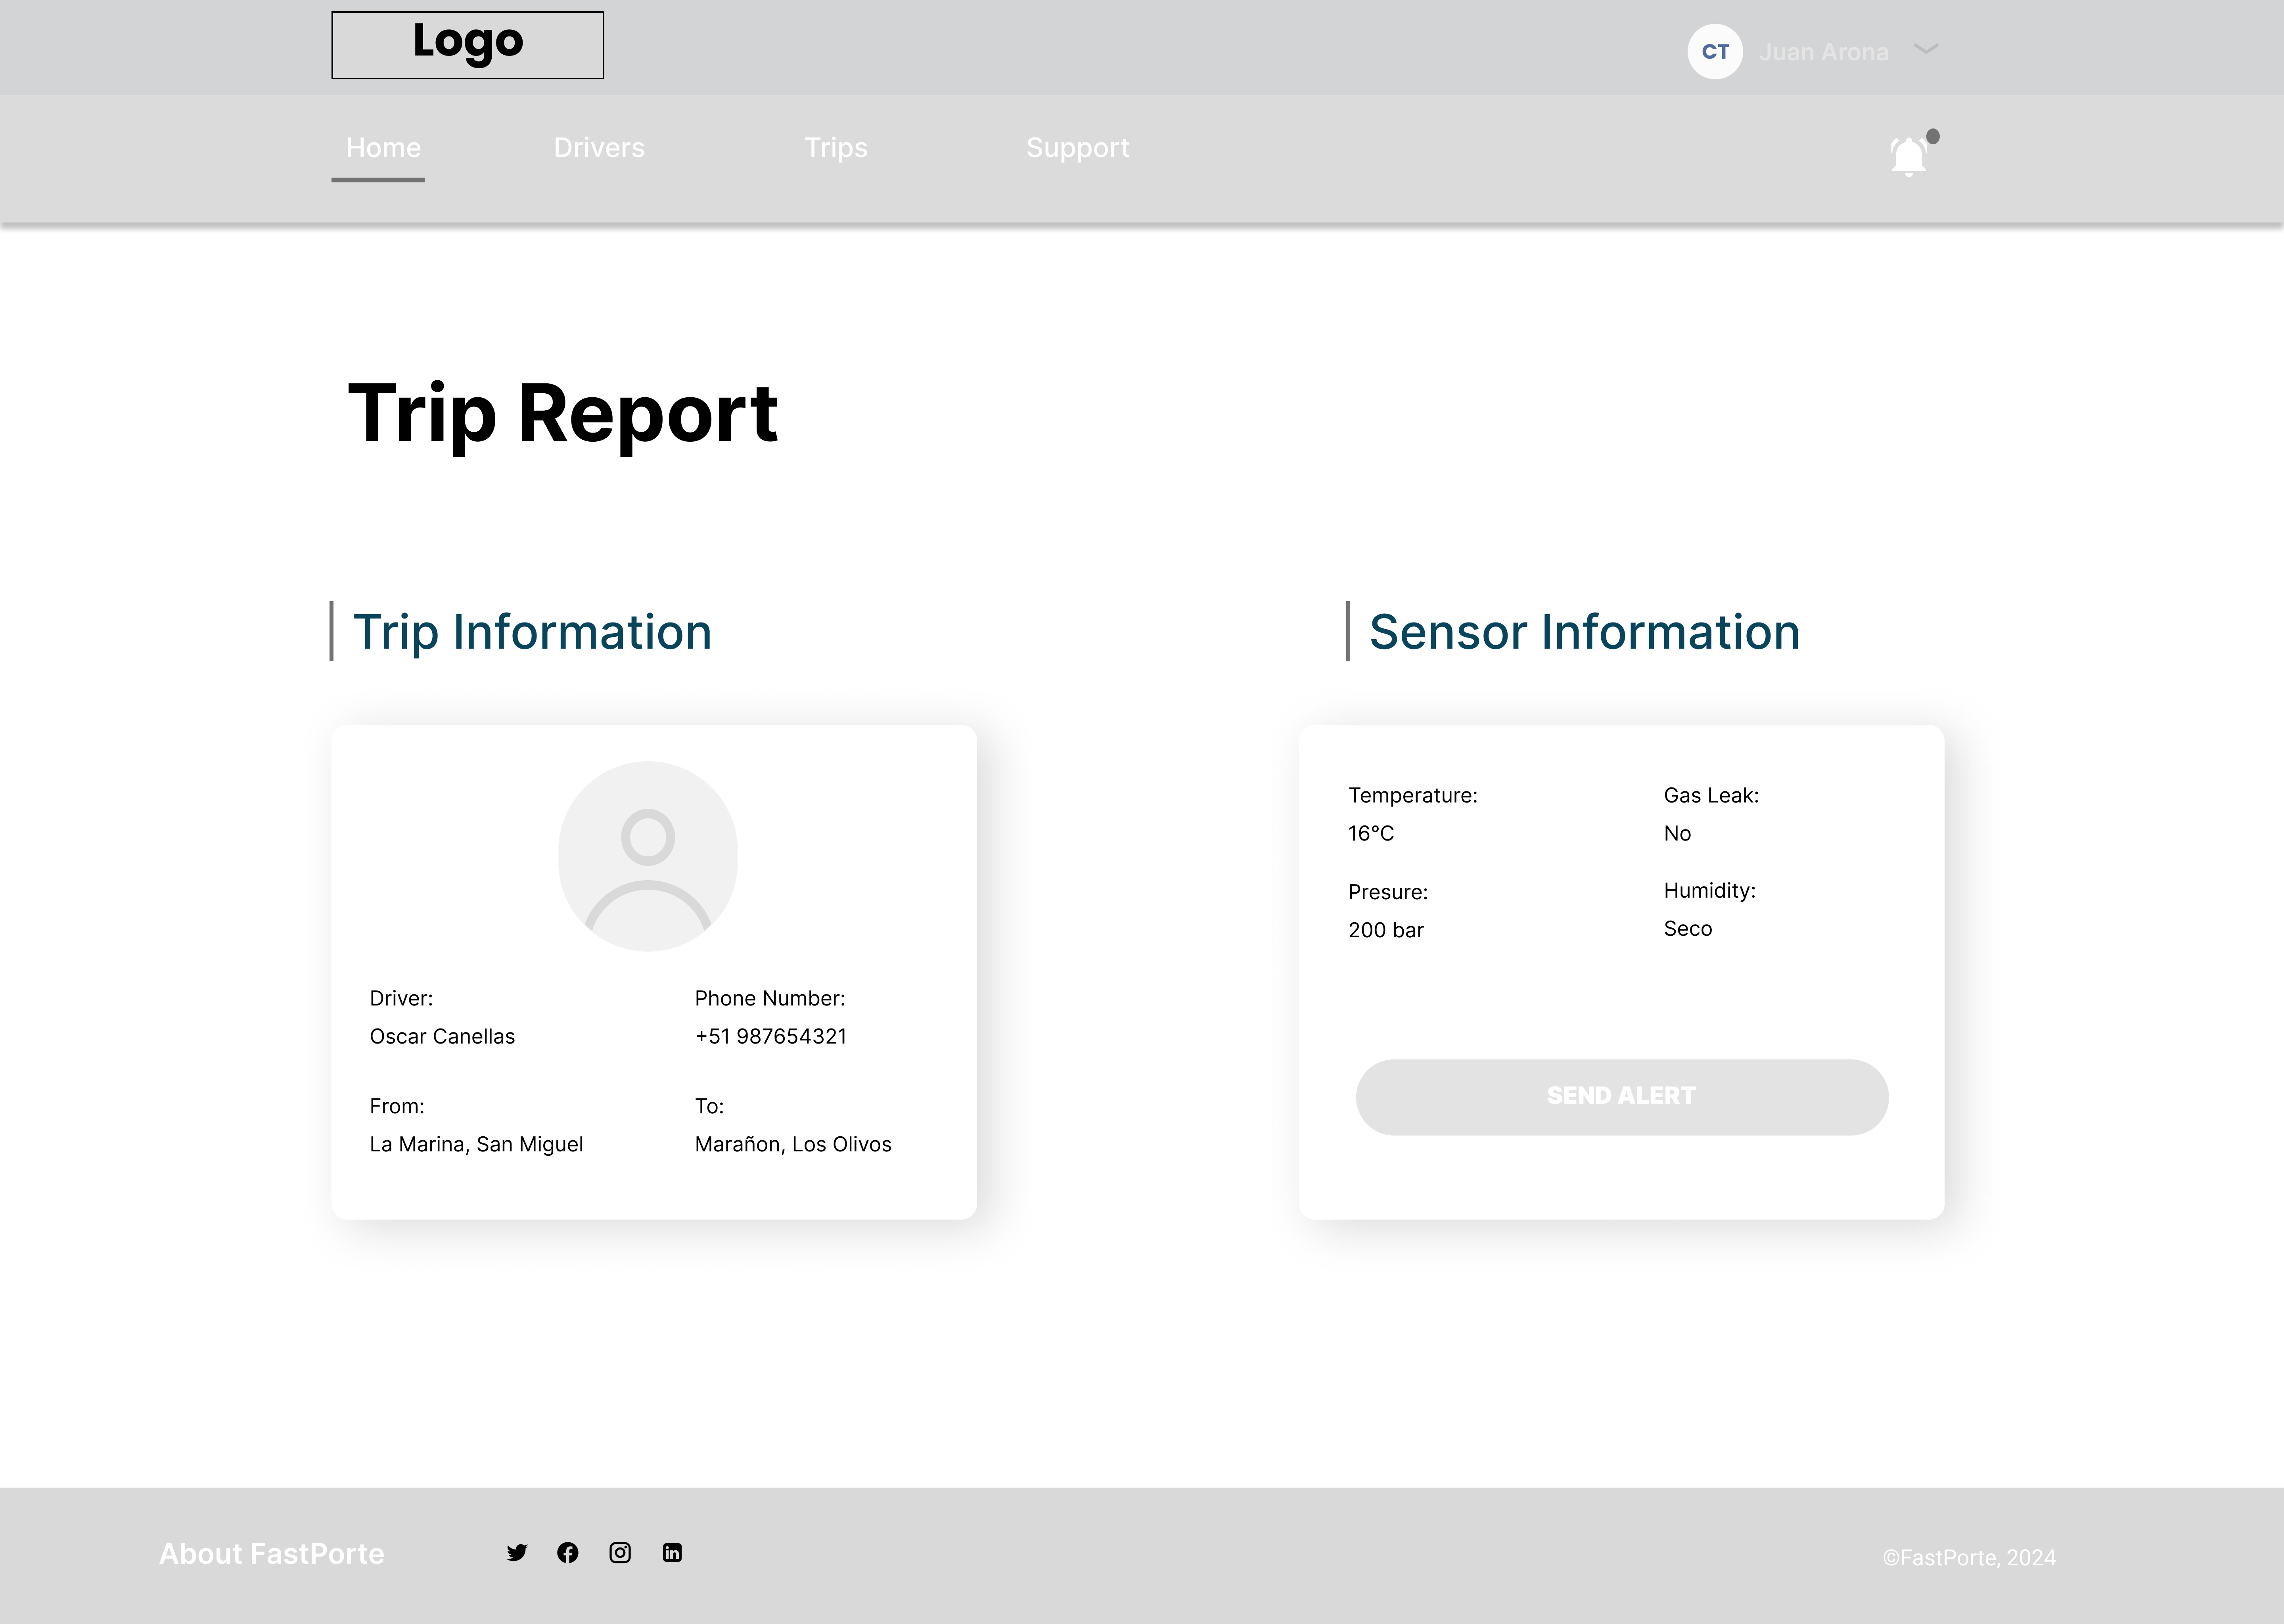 Logo
CT
Juan Arona
Home
Drivers
Trips
Support
Trip Report
Trip Information
Driver:
Oscar Canellas
Phone Number:
+51 987654321
From:
La Marina, San Miguel
To:
Marañon, Los Olivos
Sensor Information
Temperature:
16°C
Gas Leak:
No
Presure:
200 bar
Humidity:
Seco
SEND ALERT
About FastPorte
©FastPorte, 2024